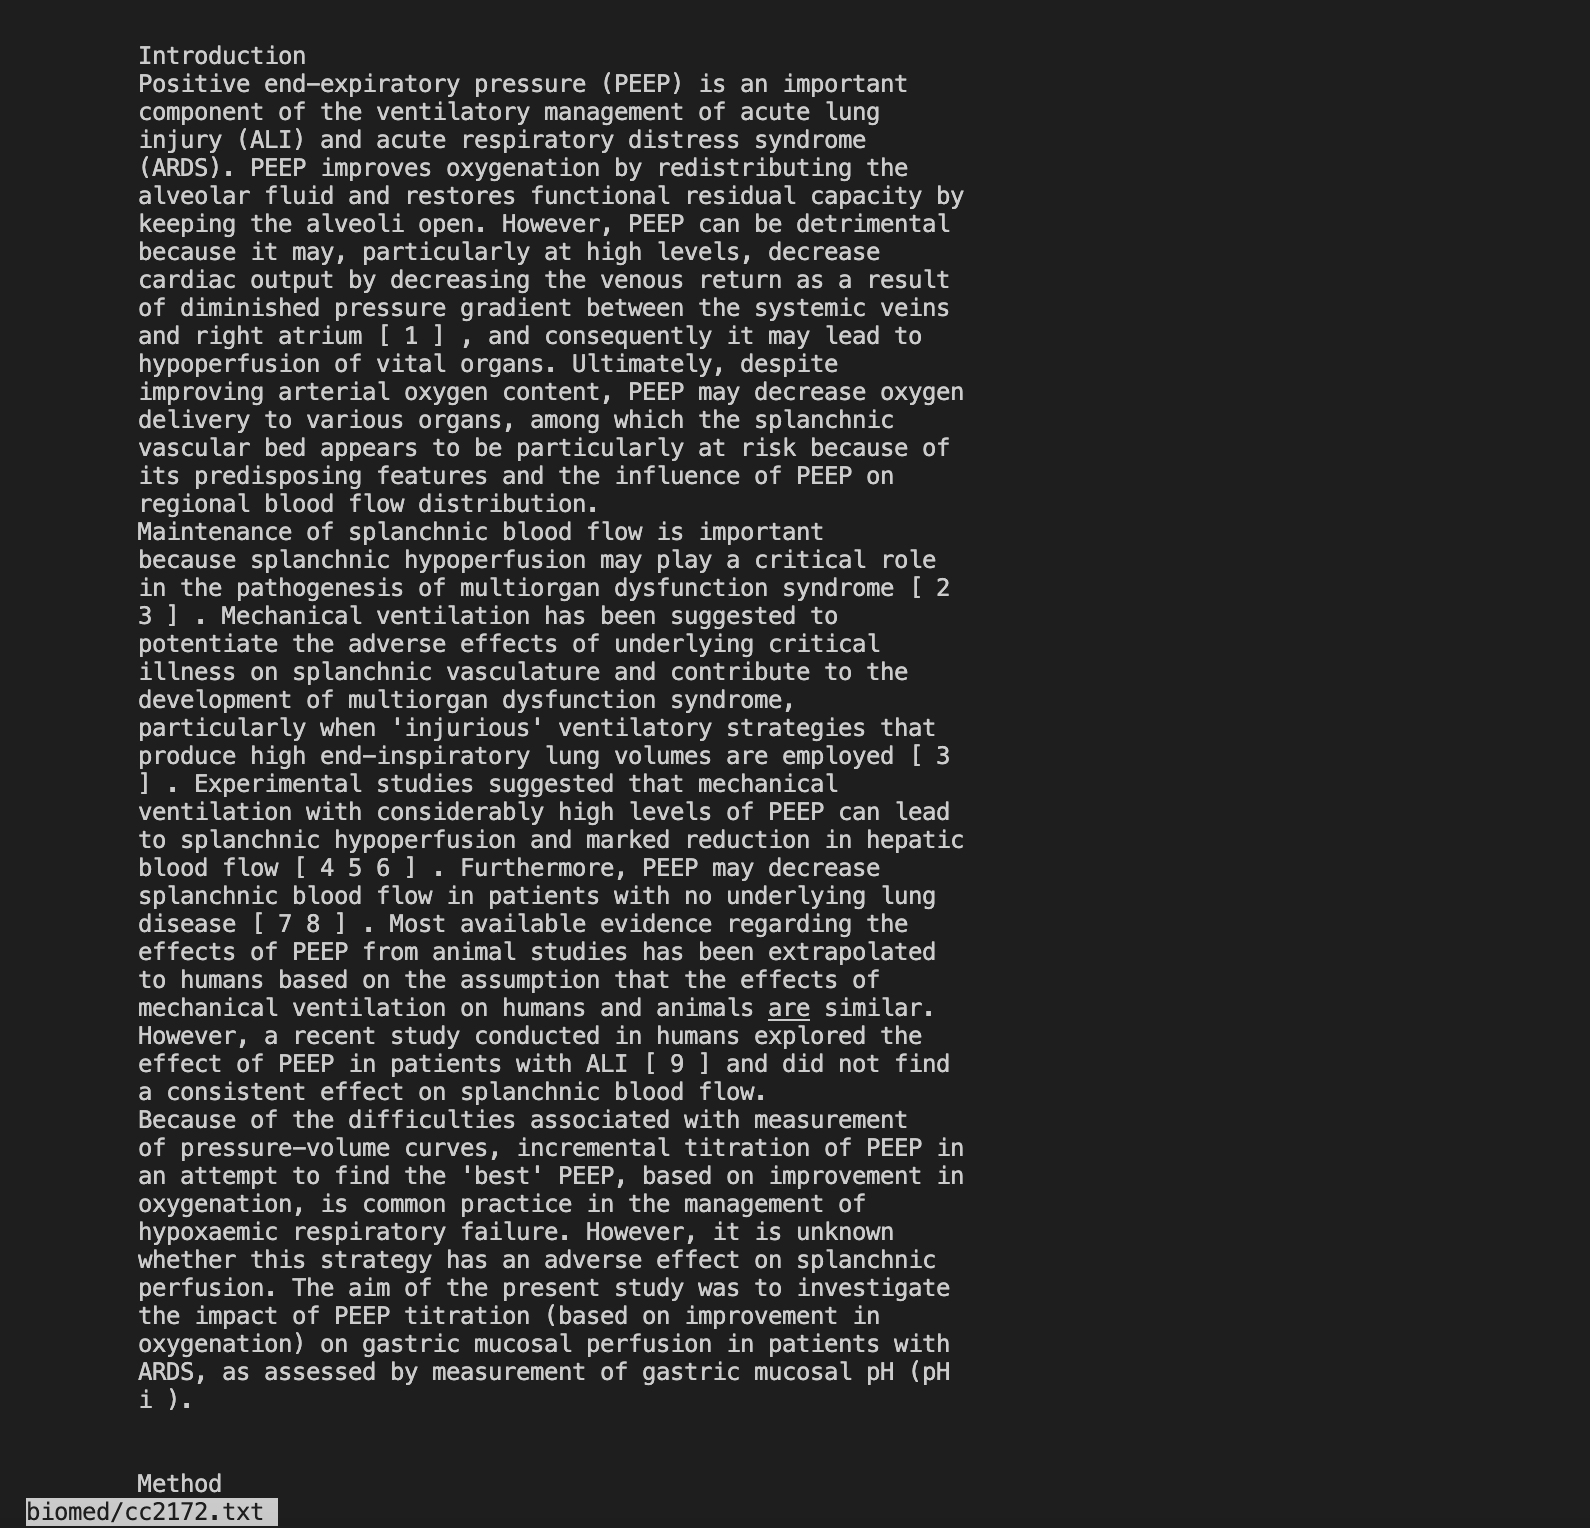 Introduction
Positive end-expiratory pressure (PEEP) is an important
component of the ventilatory management of acute lung
injury (ALI) and acute respiratory distress syndrome
(ARDS). PEEP improves oxygenation by redistributing the
alveolar fluid and restores functional residual capacity by
keeping the alveoli open. However, PEEP can be detrimental
because it may, particularly at high levels, decrease
cardiac output by decreasing the venous return as a result
of diminished pressure gradient between the systemic veins
and right atrium [ 1 ] , and consequently it may lead to
hypoperfusion of vital organs. Ultimately, despite
improving arterial oxygen content, PEEP may decrease oxygen
delivery to various organs, among which the splanchnic
vascular bed appears to be particularly at risk because of
its predisposing features and the influence of PEEP on
regional blood flow distribution.
Maintenance of splanchnic blood flow is important
because splanchnic hypoperfusion may play a critical role
in the pathogenesis of multiorgan dysfunction syndrome [ 2
3 ] . Mechanical ventilation has been suggested to
potentiate the adverse effects of underlying critical
illness on splanchnic vasculature and contribute to the
development of multiorgan dysfunction syndrome,
particularly when 'injurious' ventilatory strategies that
produce high end-inspiratory lung volumes are employed [ 3
] . Experimental studies suggested that mechanical
ventilation with considerably high levels of PEEP can lead
to splanchnic hypoperfusion and marked reduction in hepatic
blood flow [ 4 5 6 ] . Furthermore, PEEP may decrease
splanchnic blood flow in patients with no underlying lung
disease [ 7 8 ] . Most available evidence regarding the
effects of PEEP from animal studies has been extrapolated
to humans based on the assumption that the effects of
mechanical ventilation on humans and animals are similar.
However, a recent study conducted in humans explored the
effect of PEEP in patients with ALI [ 9 ] and did not find
a consistent effect on splanchnic blood flow.
Because of the difficulties associated with measurement
of pressure-volume curves, incremental titration of PEEP in
an attempt to find the 'best' PEEP, based on improvement in
oxygenation, is common practice in the management of
hypoxaemic respiratory failure. However, it is unknown
whether this strategy has an adverse effect on splanchnic
perfusion. The aim of the present study was to investigate
the impact of PEEP titration (based on improvement in
oxygenation) on gastric mucosal perfusion in patients with
ARDS, as assessed by measurement of gastric mucosal pH (pH
i ).
Method
biomed/cc2172.txt